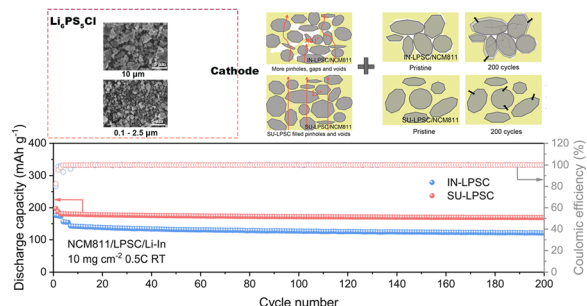 Li₆PS₅Cl
10 μm
0.1 - 2.5 μm
Cathode
IN-LPSC/NCM811
More pinholes, gaps and voids
SU-LPSC/NCM811
SU-LPSC filled pinholes and voids
IN-LPSC/NCM811
Pristine
200 cycles
SU-LPSC/NCM811
Pristine
200 cycles
Discharge capacity (mAh g⁻¹)
400
300
200
100
0
IN-LPSC
SU-LPSC
NCM811/LPSC/Li-In
10 mg cm⁻² 0.5C RT
120
100
80
60
40
20
0
Coulomic efficiency (%)
0 20 40 60 80 100 120 140 160 180 200
Cycle number